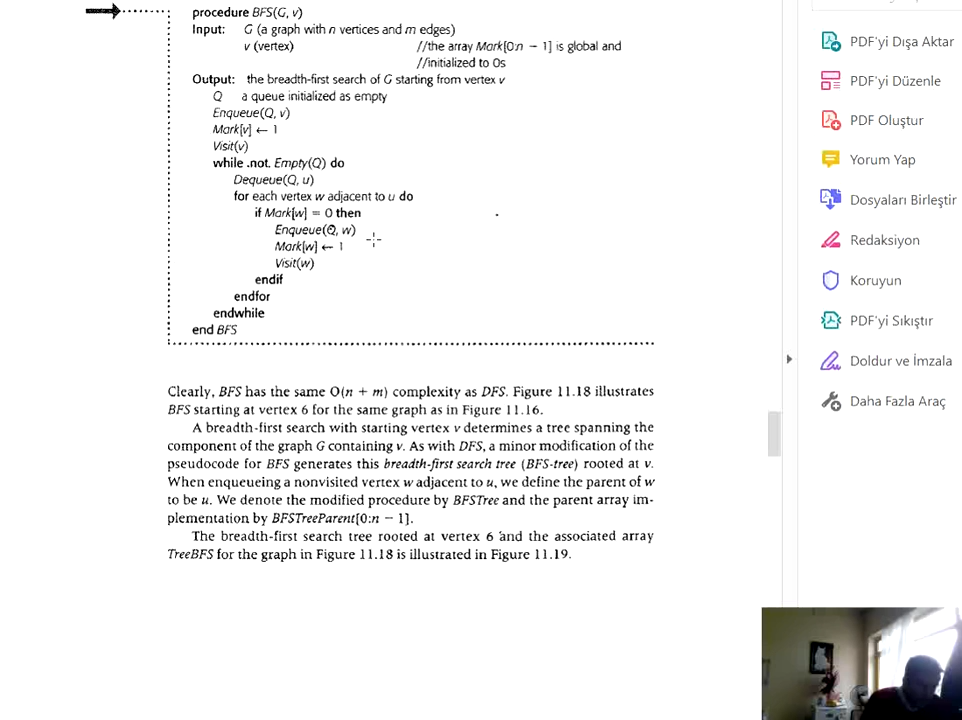 procedure BFS(G, v)
Input: G (a graph with n vertices and m edges)
v (vertex) //the array Mark[0:n − 1] is global and
//initialized to 0s
Output: the breadth-first search of G starting from vertex v
Q a queue initialized as empty
Enqueue(Q, v)
Mark[v] ← 1
Visit(v)
while .not. Empty(Q) do
Dequeue(Q, u)
for each vertex w adjacent to u do
if Mark[w] = 0 then
Enqueue(Q, w)
Mark[w] ← 1
Visit(w)
endif
endfor
endwhile
end BFS
Clearly, BFS has the same O(n + m) complexity as DFS. Figure 11.18 illustrates
BFS starting at vertex 6 for the same graph as in Figure 11.16.
A breadth-first search with starting vertex v determines a tree spanning the
component of the graph G containing v. As with DFS, a minor modification of the
pseudocode for BFS generates this breadth-first search tree (BFS-tree) rooted at v.
When enqueueing a nonvisited vertex w adjacent to u, we define the parent of w
to be u. We denote the modified procedure by BFSTree and the parent array im-
plementation by BFSTreeParent[0:n − 1].
The breadth-first search tree rooted at vertex 6 and the associated array
TreeBFS for the graph in Figure 11.18 is illustrated in Figure 11.19.
PDF'yi Dışa Aktar
PDF'yi Düzenle
PDF Oluştur
Yorum Yap
Dosyaları Birleştir
Redaksiyon
Koruyun
PDF'yi Sıkıştır
Doldur ve İmzala
Daha Fazla Araç